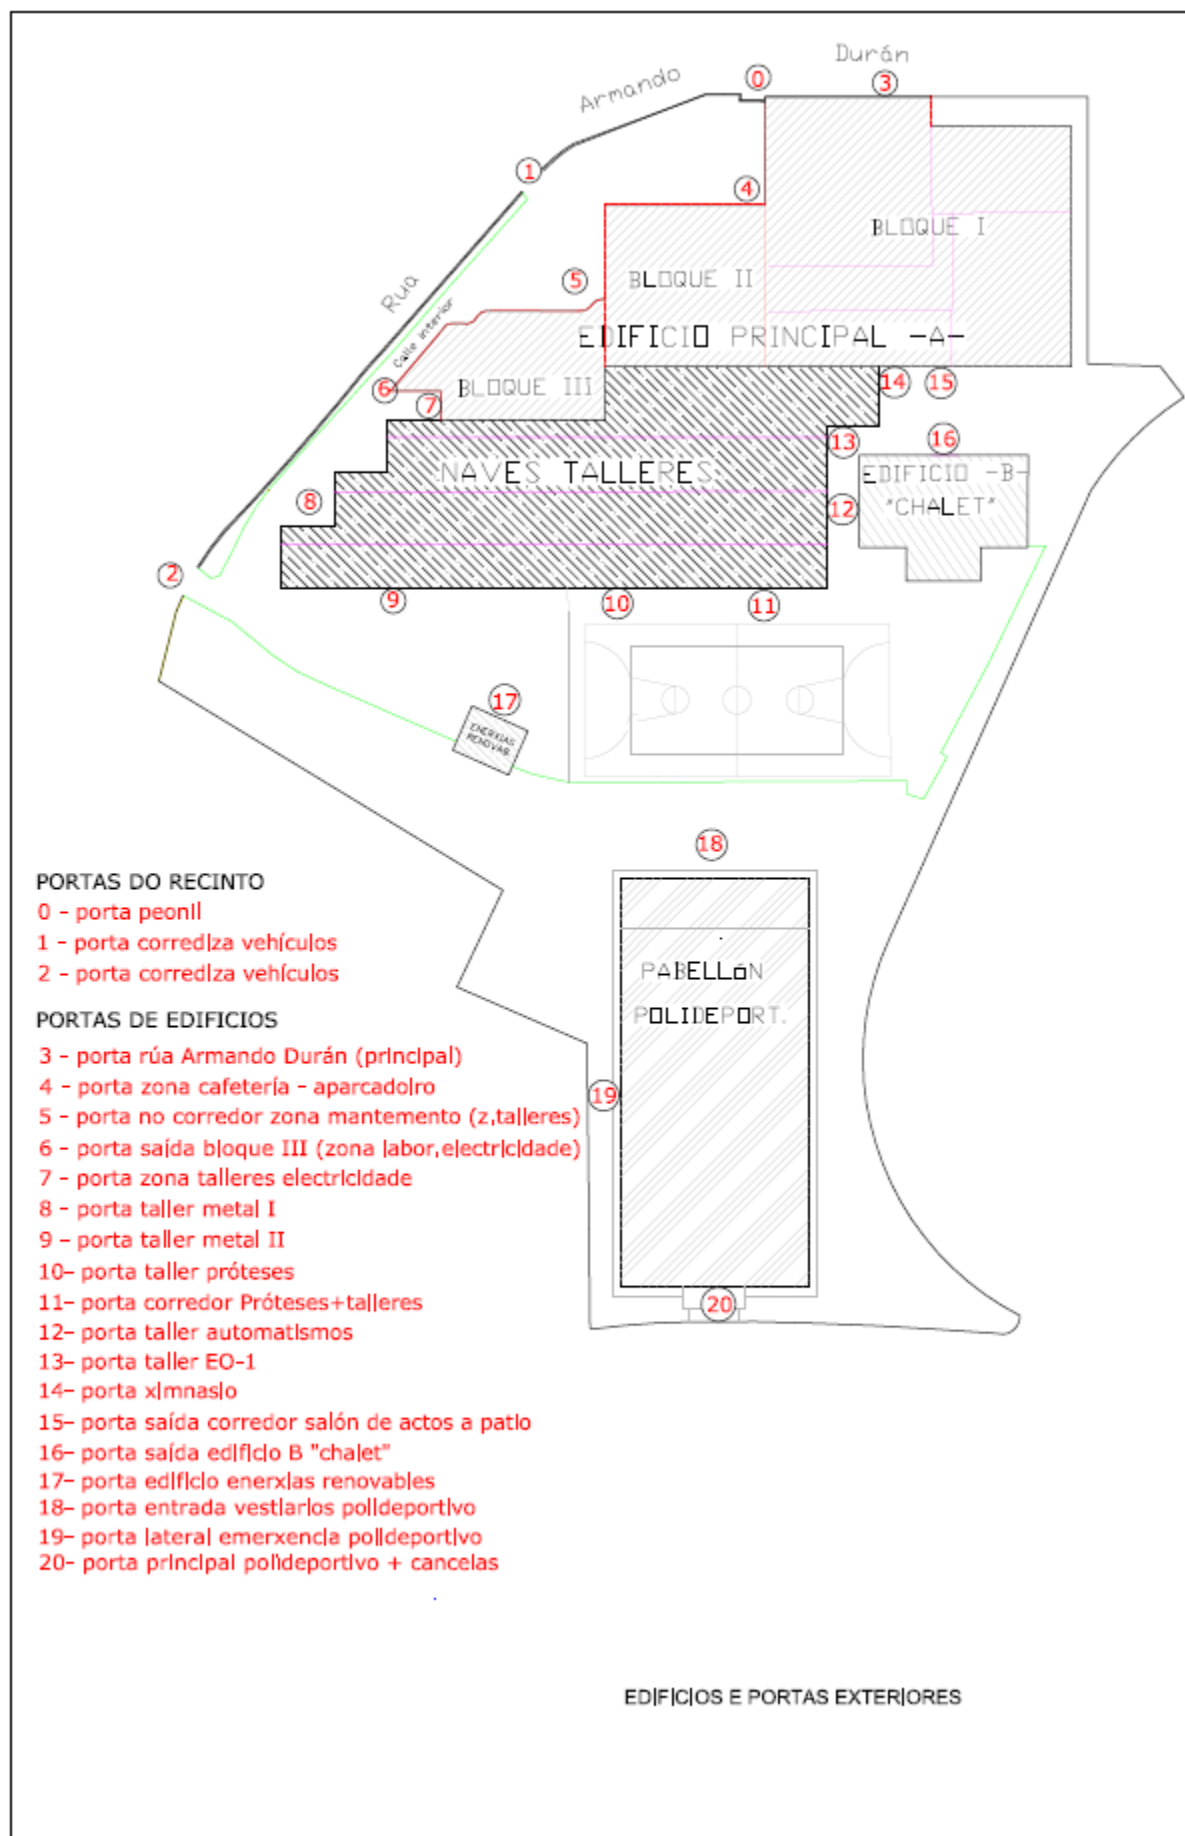 Durán
Armando
0
3
1
4
BLOQUE I
5
BLOQUE II
Rua
Calle interior
EDIFICIO PRINCIPAL -A-
6
BLOQUE III
14
15
7
13
16
NAVES TALLERES
EDIFICIO -B-
"CHALET"
8
12
2
9
10
11
17
ENERXIAS
RENOVAB.
18
PORTAS DO RECINTO
0 - porta peonil
1 - porta corrediza vehículos
2 - porta corrediza vehículos
PABELLóN
POLIDEPORT.
PORTAS DE EDIFICIOS
3 - porta rúa Armando Durán (principal)
4 - porta zona cafetería - aparcadoiro
5 - porta no corredor zona mantemento (z.talleres)
6 - porta saída bloque III (zona labor.electricidade)
7 - porta zona talleres electricidade
8 - porta taller metal I
9 - porta taller metal II
10- porta taller próteses
11- porta corredor Próteses+talleres
12- porta taller automatismos
13- porta taller EO-1
14- porta ximnasio
15- porta saída corredor salón de actos a patio
16- porta saída edificio B "chalet"
17- porta edificio enerxias renovables
18- porta entrada vestiarios polideportivo
19- porta lateral emerxencia polideportivo
20- porta principal polideportivo + cancelas
19
20
EDIFICIOS E PORTAS EXTERIORES